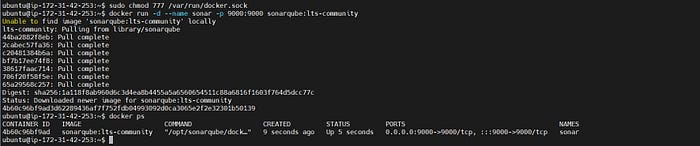 ubuntu@ip-172-31-42-253:~$ sudo chmod 777 /var/run/docker.sock
ubuntu@ip-172-31-42-253:~$ docker run -d --name sonar -p 9000:9000 sonarqube:lts-community
Unable to find image 'sonarqube:lts-community' locally
lts-community: Pulling from library/sonarqube
44ba2882f8eb: Pull complete
2cabec57fa36: Pull complete
c20481384b6a: Pull complete
bf7b17ee74f8: Pull complete
38617faac714: Pull complete
706f20f58f5e: Pull complete
65a29568c257: Pull complete
Digest: sha256:1a118f8ab960d6c3d4ea8b4455a5a6560654511c88a6816f1603f764d5dcc77c
Status: Downloaded newer image for sonarqube:lts-community
4b60c96bf9ad3d62289436af7f752fdb04993092d0ca3065e2f2e32301b50139
ubuntu@ip-172-31-42-253:~$ docker ps
CONTAINER ID IMAGE COMMAND CREATED STATUS PORTS NAMES
4b60c96bf9ad sonarqube:lts-community "/opt/sonarqube/dock…" 9 seconds ago Up 5 seconds 0.0.0.0:9000->9000/tcp, :::9000->9000/tcp sonar
ubuntu@ip-172-31-42-253:~$